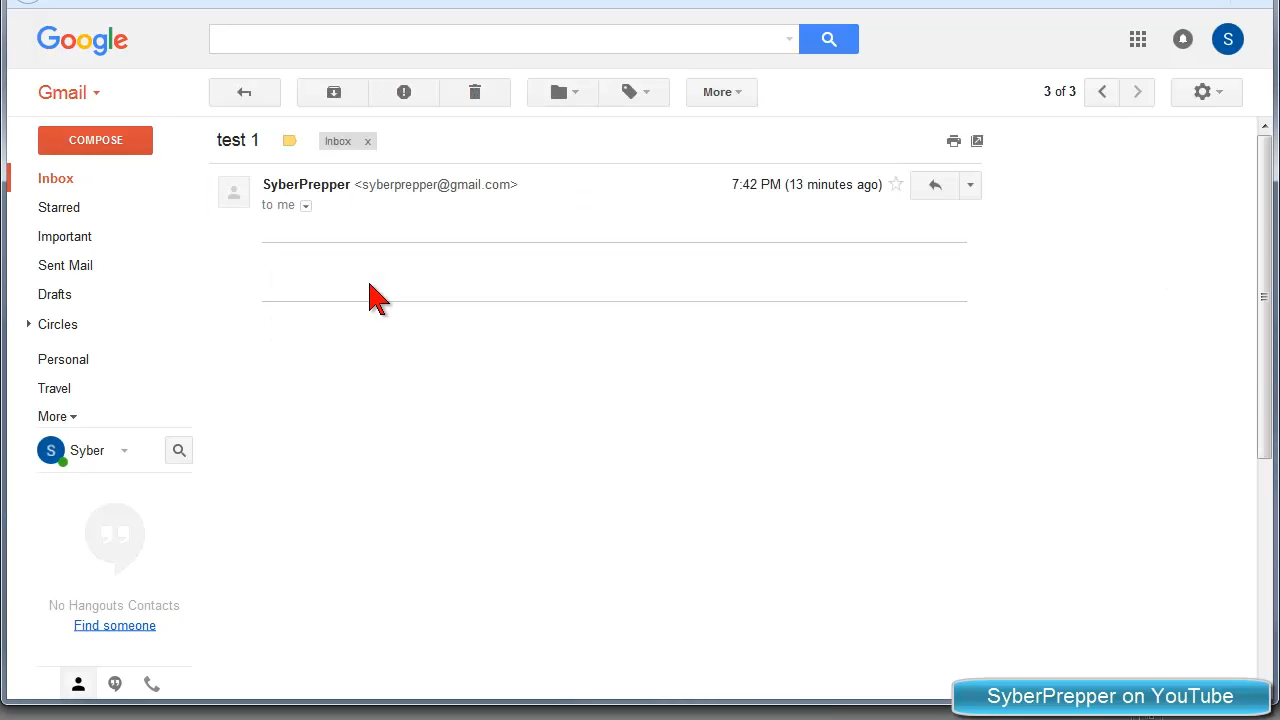 Google
S
Gmail
More
3 of 3
COMPOSE
test 1
Inbox x
Inbox
SyberPrepper <syberprepper@gmail.com>
7:42 PM (13 minutes ago)
to me
Starred
Important
Sent Mail
Drafts
Circles
Personal
Travel
More
S
Syber
No Hangouts Contacts
Find someone
SyberPrepper on YouTube